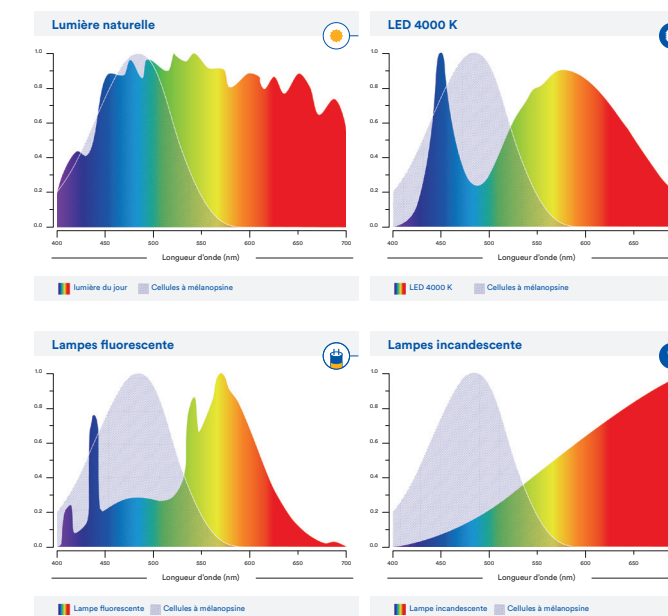 Lumière naturelle
1.0
0.8
0.6
0.4
0.2
0.0
400 450 500 550 600 650 700
Longueur d'onde (nm)
lumière du jour Cellules à mélanopsine
LED 4000 K
1.0
0.8
0.6
0.4
0.2
0.0
400 450 500 550 600 650
Longueur d'onde (nm)
LED 4000 K Cellules à mélanopsine
Lampes fluorescente
1.0
0.8
0.6
0.4
0.2
0.0
400 450 500 550 600 650 700
Longueur d'onde (nm)
Lampe fluorescente Cellules à mélanopsine
Lampes incandescente
1.0
0.8
0.6
0.4
0.2
0.0
400 450 500 550 600 650
Longueur d'onde (nm)
Lampe incandescente Cellules à mélanopsine